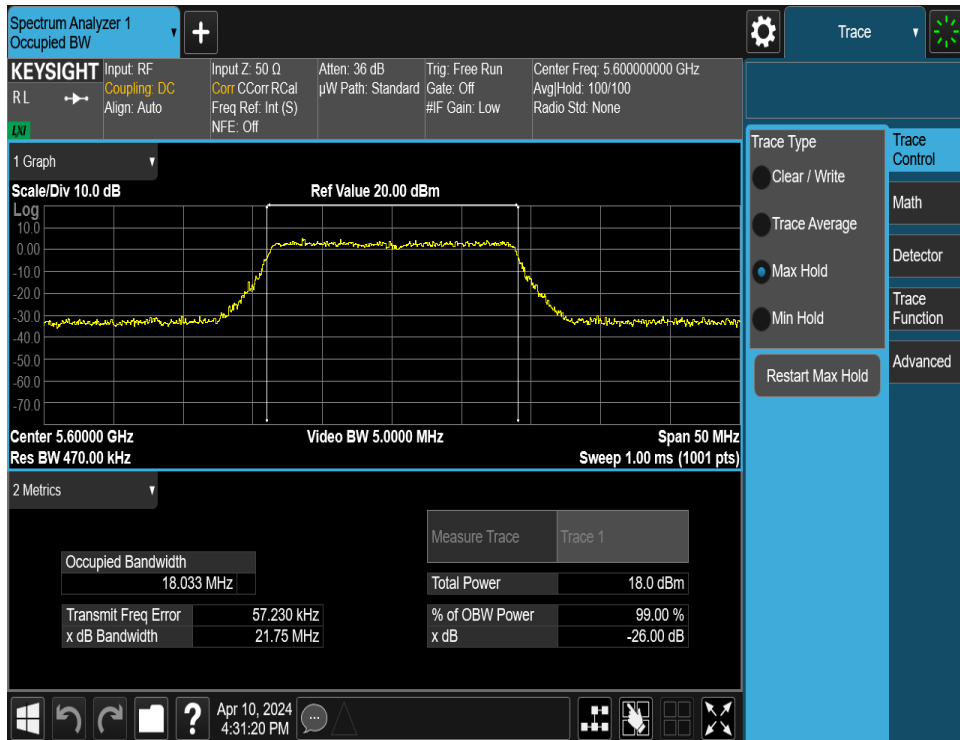 Spectrum Analyzer 1
Occupied BW
+
Trace
KEYSIGHT
R L
LXI
Input: RF
Coupling: DC
Align: Auto
Input Z: 50 Ω
Corr CCorr RCal
Freq Ref: Int (S)
NFE: Off
Atten: 36 dB
µW Path: Standard
Trig: Free Run
Gate: Off
#IF Gain: Low
Center Freq: 5.600000000 GHz
Avg|Hold: 100/100
Radio Std: None
1 Graph
Scale/Div 10.0 dB
Ref Value 20.00 dBm
Log
10.0
0.00
-10.0
-20.0
-30.0
-40.0
-50.0
-60.0
-70.0
Center 5.60000 GHz
Video BW 5.0000 MHz
Span 50 MHz
Res BW 470.00 kHz
Sweep 1.00 ms (1001 pts)
2 Metrics
Measure Trace
Trace 1
Occupied Bandwidth
18.033 MHz
Total Power
18.0 dBm
Transmit Freq Error
57.230 kHz
% of OBW Power
99.00 %
x dB Bandwidth
21.75 MHz
x dB
-26.00 dB
Trace Type
Clear / Write
Trace Average
Max Hold
Min Hold
Restart Max Hold
Trace
Control
Math
Detector
Trace
Function
Advanced
?
Apr 10, 2024
4:31:20 PM